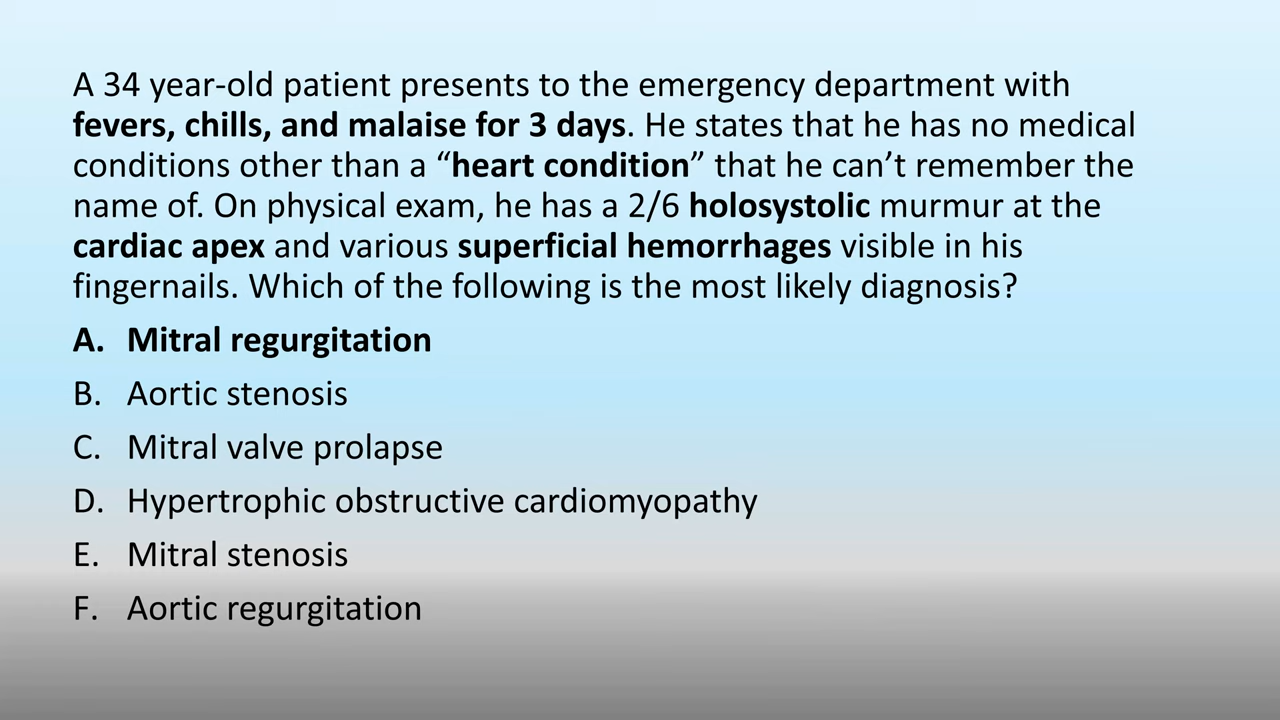 A 34 year-old patient presents to the emergency department with
fevers, chills, and malaise for 3 days. He states that he has no medical
conditions other than a “heart condition” that he can’t remember the
name of. On physical exam, he has a 2/6 holosystolic murmur at the
cardiac apex and various superficial hemorrhages visible in his
fingernails. Which of the following is the most likely diagnosis?
A. Mitral regurgitation
B. Aortic stenosis
C. Mitral valve prolapse
D. Hypertrophic obstructive cardiomyopathy
E. Mitral stenosis
F. Aortic regurgitation